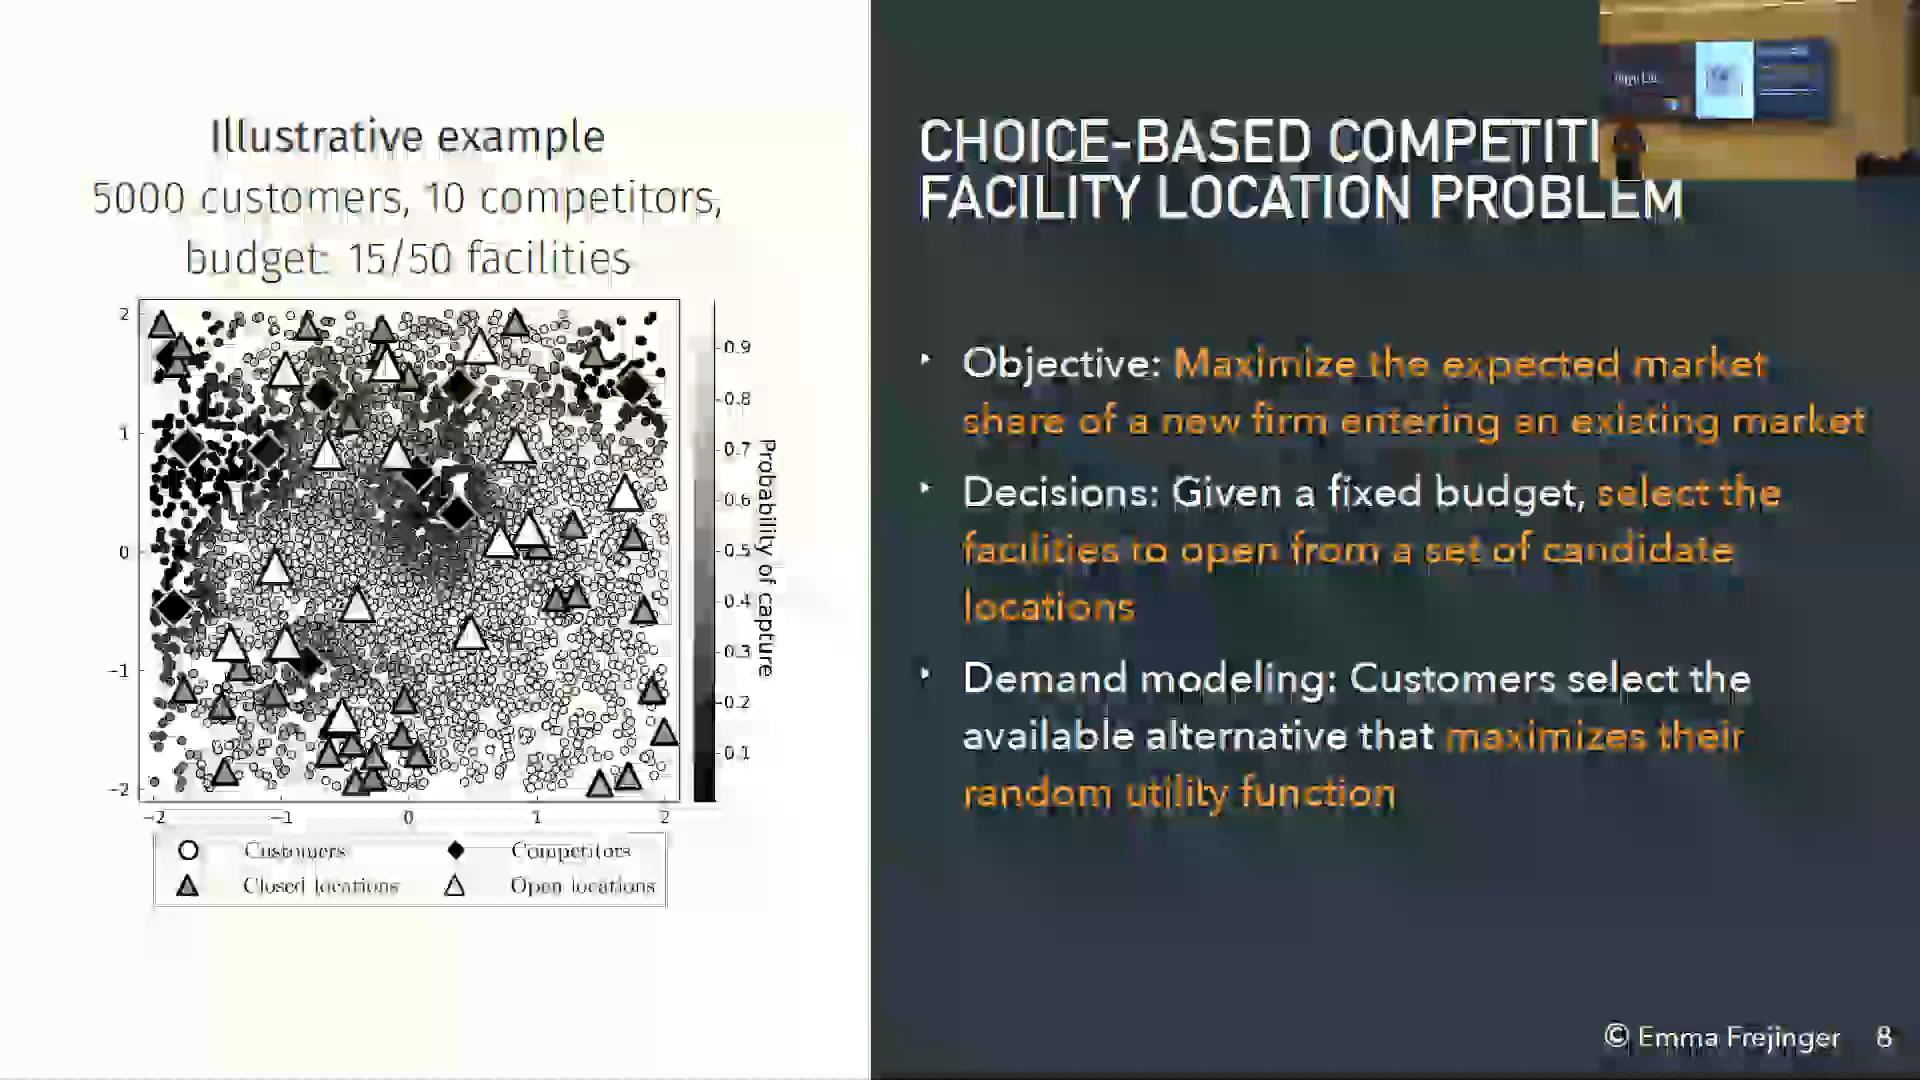 Illustrative example
5000 customers, 10 competitors,
budget: 15/50 facilities
2
1
0
−1
−2
−2
−1
0
1
2
0.9
0.8
0.7
0.6
0.5
0.4
0.3
0.2
0.1
Probability of capture
Customers
Competitors
Closed locations
Open locations
CHOICE-BASED COMPETITI
FACILITY LOCATION PROBLEM
‣ Objective: Maximize the expected market
share of a new firm entering an existing market
‣ Decisions: Given a fixed budget, select the
facilities to open from a set of candidate
locations
‣ Demand modeling: Customers select the
available alternative that maximizes their
random utility function
© Emma Frejinger 8